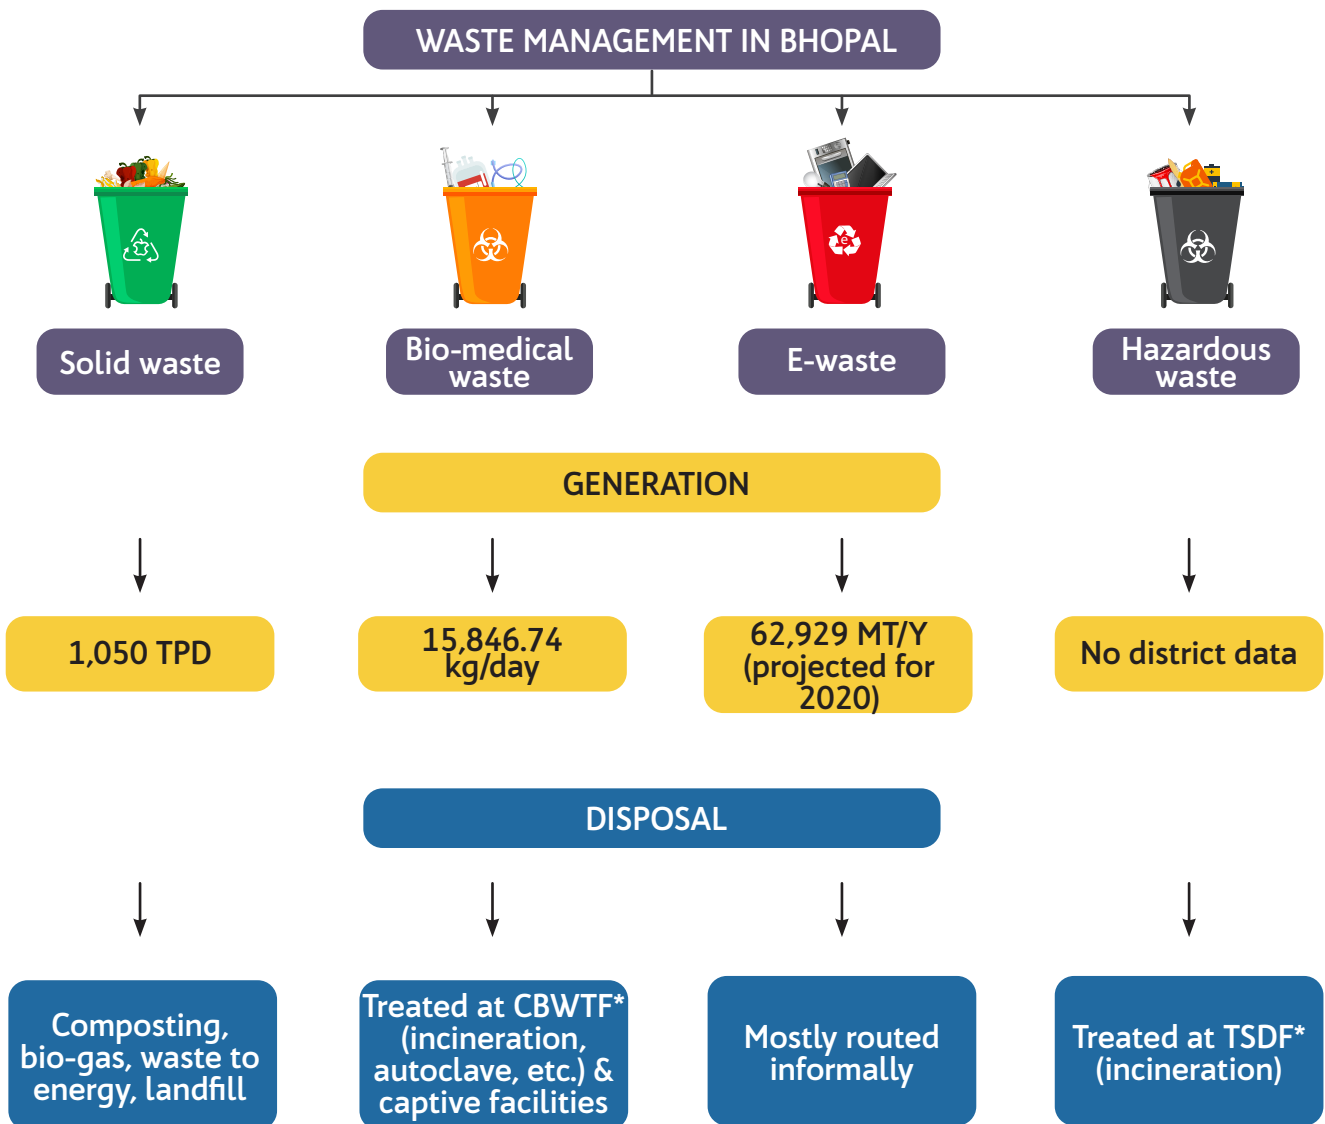 WASTE MANAGEMENT IN BHOPAL
Solid waste
Bio-medical
waste
E-waste
Hazardous
waste
GENERATION
1,050 TPD
15,846.74
kg/day
62,929 MT/Y
(projected for
2020)
No district data
DISPOSAL
Composting,
bio-gas, waste to
energy, landfill
Treated at CBWTF*
(incineration,
autoclave, etc.) &
captive facilities
Mostly routed
informally
Treated at TSDF*
(incineration)